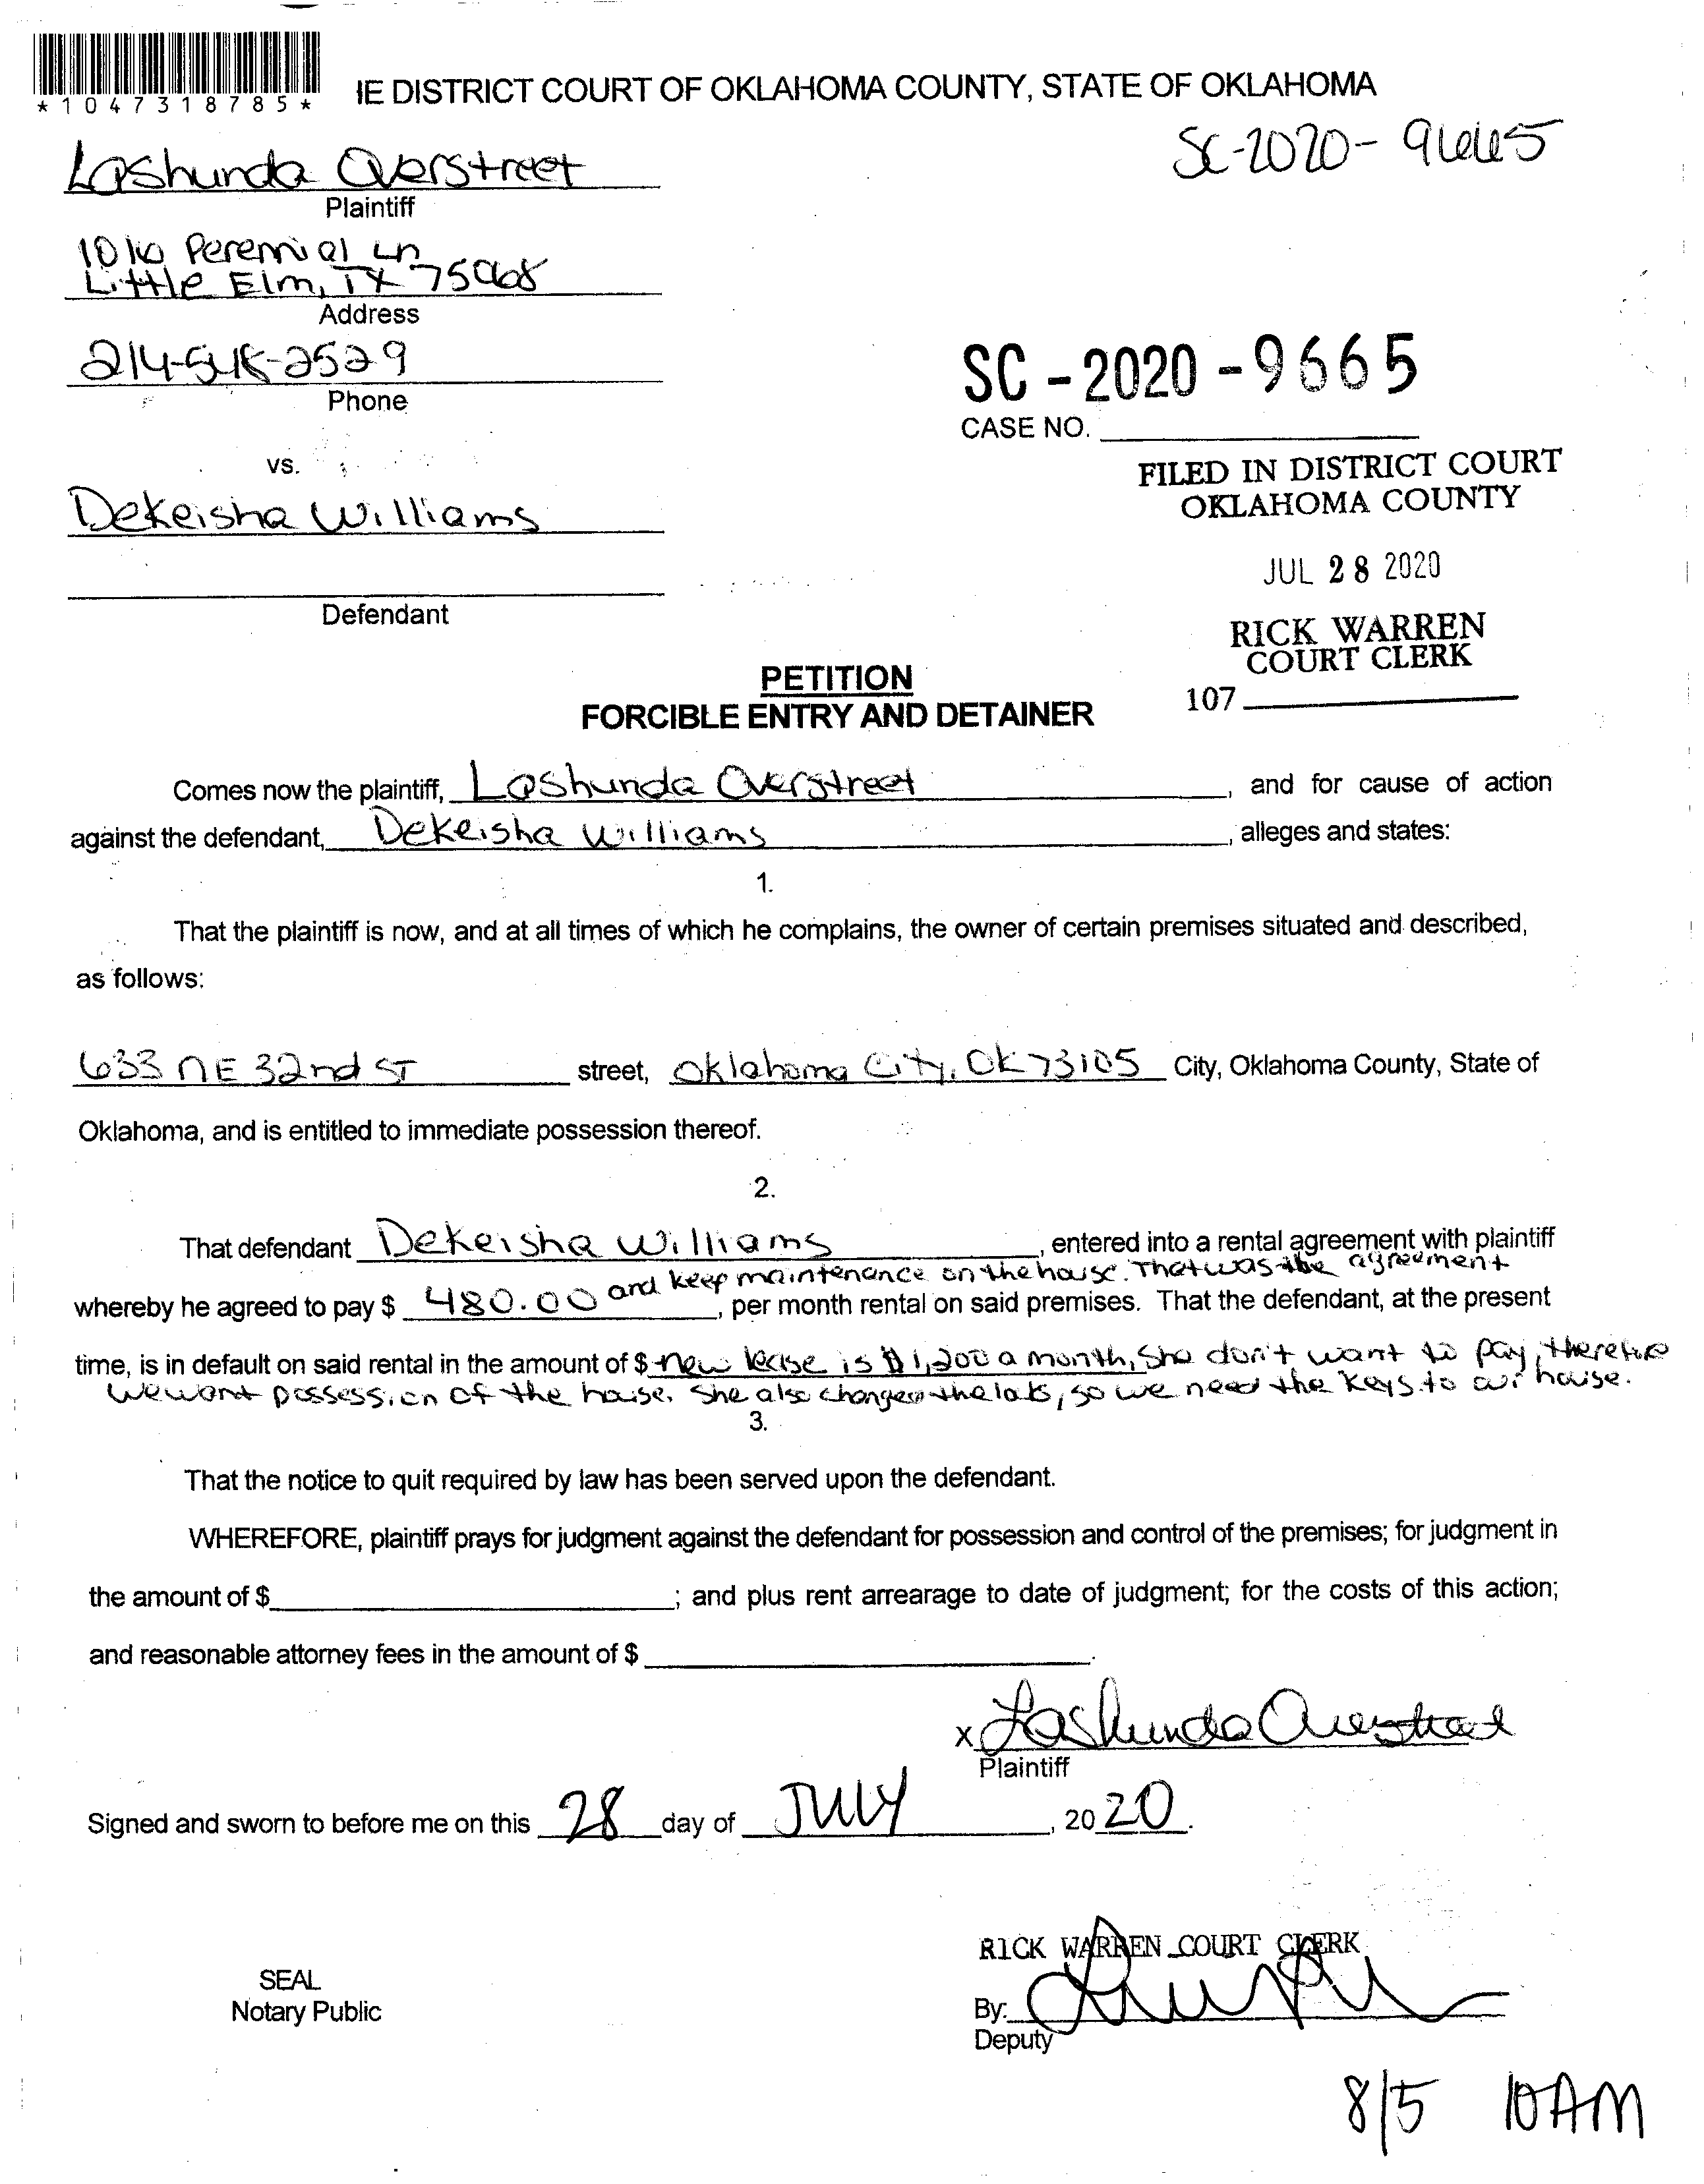 *1047318785*
IE DISTRICT COURT OF OKLAHOMA COUNTY, STATE OF OKLAHOMA
SC-2020-9665
Lashunda Overstreet
Plaintiff
1016 Perennial Ln
Little Elm, TX 75068
Address
214-518-2529
Phone
SC-2020-9665
CASE NO.
vs.
FILED IN DISTRICT COURT
OKLAHOMA COUNTY
Dekeisha Williams
JUL 28 2020
Defendant
RICK WARREN
COURT CLERK
107
PETITION
FORCIBLE ENTRY AND DETAINER
Comes now the plaintiff, Lashunda Overstreet, and for cause of action
against the defendant, Dekeisha Williams, alleges and states:
1.
That the plaintiff is now, and at all times of which he complains, the owner of certain premises situated and described,
as follows:
633 NE 32nd ST street, Oklahoma City, OK 73105 City, Oklahoma County, State of
Oklahoma, and is entitled to immediate possession thereof.
2.
That defendant Dekeisha Williams, entered into a rental agreement with plaintiff
and keep maintenance on the house. That was the agreement
whereby he agreed to pay $ 480.00, per month rental on said premises. That the defendant, at the present
time, is in default on said rental in the amount of $ new lease is $1,200 a month, she don't want to pay, therefore
we want possession of the house. She also changed the loks, so we need the keys to our house.
3.
That the notice to quit required by law has been served upon the defendant.
WHEREFORE, plaintiff prays for judgment against the defendant for possession and control of the premises; for judgment in
the amount of $ ; and plus rent arrearage to date of judgment; for the costs of this action;
and reasonable attorney fees in the amount of $ .
x Lashunda Overstreet
Plaintiff
Signed and sworn to before me on this 28 day of JULY, 2020.
RICK WARREN COURT CLERK
SEAL
Notary Public
By:
Deputy
8/5 10AM